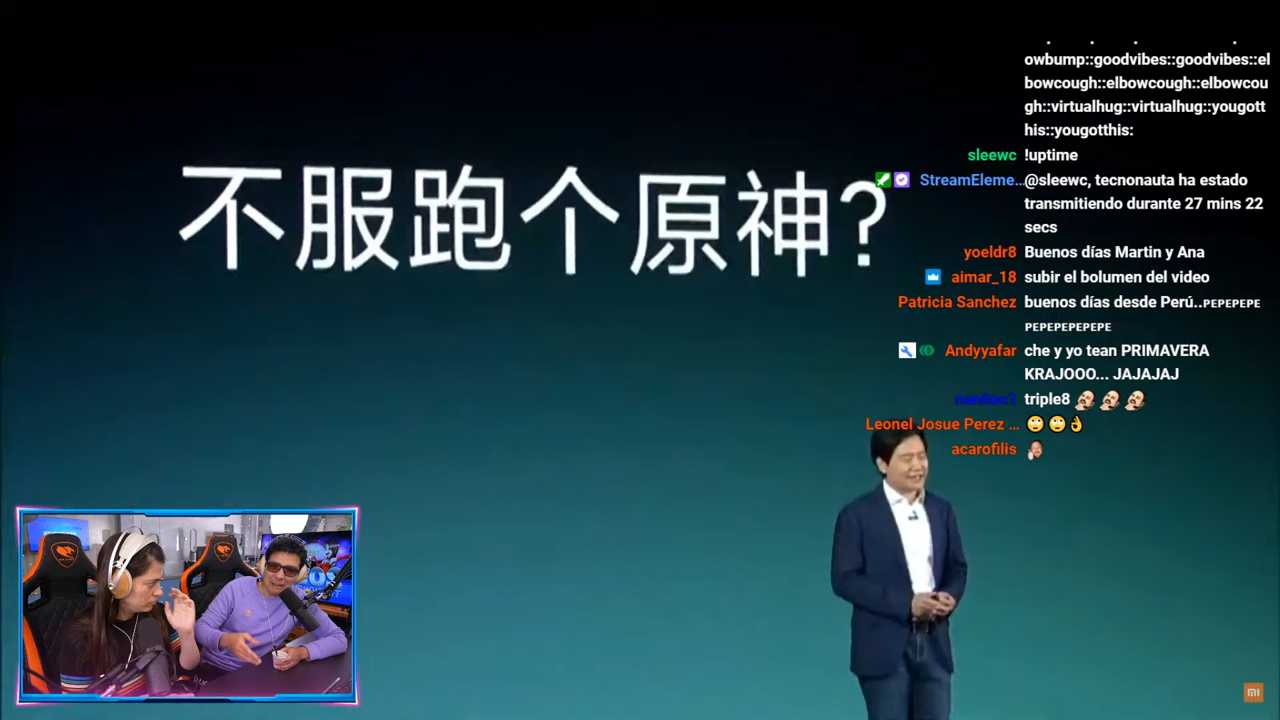 不服跑个原神?
owbump::goodvibes::goodvibes::el
bowcough::elbowcough::elbowcou
gh::virtualhug::virtualhug::yougott
his::yougotthis:
sleewc !uptime
StreamEleme... @sleewc, tecnonauta ha estado
transmitiendo durante 27 mins 22
secs
yoeldr8 Buenos días Martin y Ana
aimar_18 subir el bolumen del video
Patricia Sanchez buenos días desde Perú..PEPEPEPE
PEPEPEPEPEPE
Andyyafar che y yo tean PRIMAVERA
KRAJOOO... JAJAJAJ
triple8
Leonel Josue Perez ...
acarofilis
mi